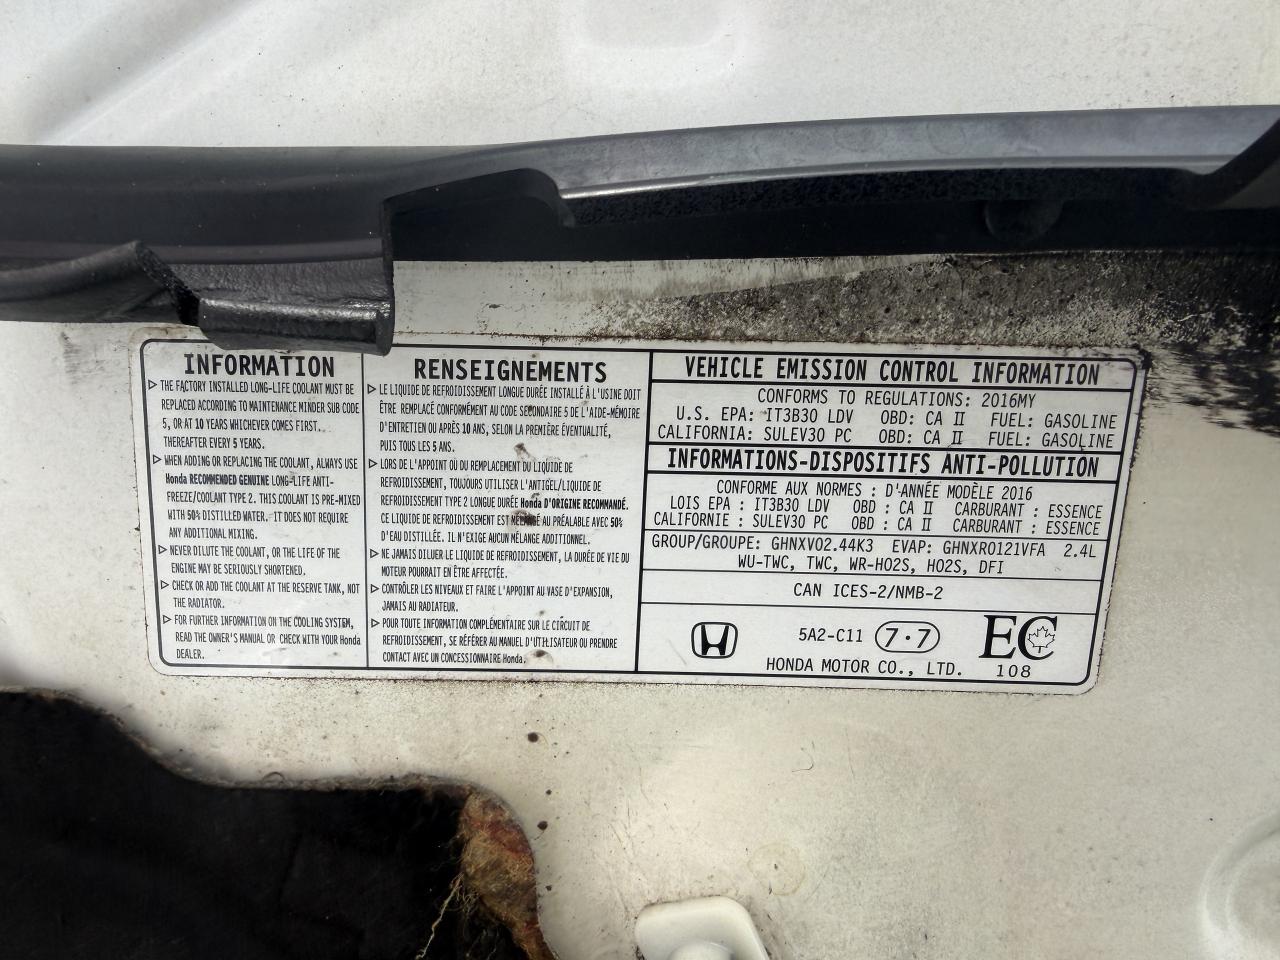 INFORMATION
▷ THE FACTORY INSTALLED LONG-LIFE COOLANT MUST BE
REPLACED ACCORDING TO MAINTENANCE MINDER SUB CODE
5, OR AT 10 YEARS WHICHEVER COMES FIRST.
THEREAFTER EVERY 5 YEARS.
▷ WHEN ADDING OR REPLACING THE COOLANT, ALWAYS USE
Honda RECOMMENDED GENUINE LONG-LIFE ANTI-
FREEZE/COOLANT TYPE 2. THIS COOLANT IS PRE-MIXED
WITH 50% DISTILLED WATER. IT DOES NOT REQUIRE
ANY ADDITIONAL MIXING.
▷ NEVER DILUTE THE COOLANT, OR THE LIFE OF THE
ENGINE MAY BE SERIOUSLY SHORTENED.
▷ CHECK OR ADD THE COOLANT AT THE RESERVE TANK, NOT
THE RADIATOR.
▷ FOR FURTHER INFORMATION ON THE COOLING SYSTEM,
READ THE OWNER'S MANUAL OR CHECK WITH YOUR Honda
DEALER.
RENSEIGNEMENTS
▷ LE LIQUIDE DE REFROIDISSEMENT LONGUE DURÉE INSTALLÉ À L'USINE DOIT
ÊTRE REMPLACÉ CONFORMÉMENT AU CODE SECONDAIRE 5 DE L'AIDE-MÉMOIRE
D'ENTRETIEN OU APRÈS 10 ANS, SELON LA PREMIÈRE ÉVENTUALITÉ,
PUIS TOUS LES 5 ANS.
▷ LORS DE L'APPOINT OÙ DU REMPLACEMENT DU LIQUIDE DE
REFROIDISSEMENT, TOUJOURS UTILISER L'ANTIGEL/LIQUIDE DE
REFROIDISSEMENT TYPE 2 LONGUE DURÉE Honda D'ORIGINE RECOMMANDÉ.
CE LIQUIDE DE REFROIDISSEMENT EST MÉLANGÉ AU PRÉALABLE AVEC 50%
D'EAU DISTILLÉE. IL N'EXIGE AUCUN MÉLANGE ADDITIONNEL.
▷ NE JAMAIS DILUER LE LIQUIDE DE REFROIDISSEMENT, LA DURÉE DE VIE DU
MOTEUR POURRAIT EN ÊTRE AFFECTÉE.
▷ CONTRÔLER LES NIVEAUX ET FAIRE L'APPOINT AU VASE D'EXPANSION,
JAMAIS AU RADIATEUR.
▷ POUR TOUTE INFORMATION COMPLÉMENTAIRE SUR LE CIRCUIT DE
REFROIDISSEMENT, SE RÉFÉRER AU MANUEL D'UTILISATEUR OU PRENDRE
CONTACT AVEC UN CONCESSIONNAIRE Honda.
VEHICLE EMISSION CONTROL INFORMATION
CONFORMS TO REGULATIONS: 2016MY
U.S. EPA: IT3B30 LDV OBD: CA II FUEL: GASOLINE
CALIFORNIA: SULEV30 PC OBD: CA II FUEL: GASOLINE
INFORMATIONS-DISPOSITIFS ANTI-POLLUTION
CONFORME AUX NORMES : D'ANNÉE MODÈLE 2016
LOIS EPA : IT3B30 LDV OBD : CA II CARBURANT : ESSENCE
CALIFORNIE : SULEV30 PC OBD : CA II CARBURANT : ESSENCE
GROUP/GROUPE: GHNXV02.44K3 EVAP: GHNXR0121VFA 2.4L
WU-TWC, TWC, WR-HO2S, HO2S, DFI
CAN ICES-2/NMB-2
5A2-C11 7・7 EC
HONDA MOTOR CO., LTD. 108